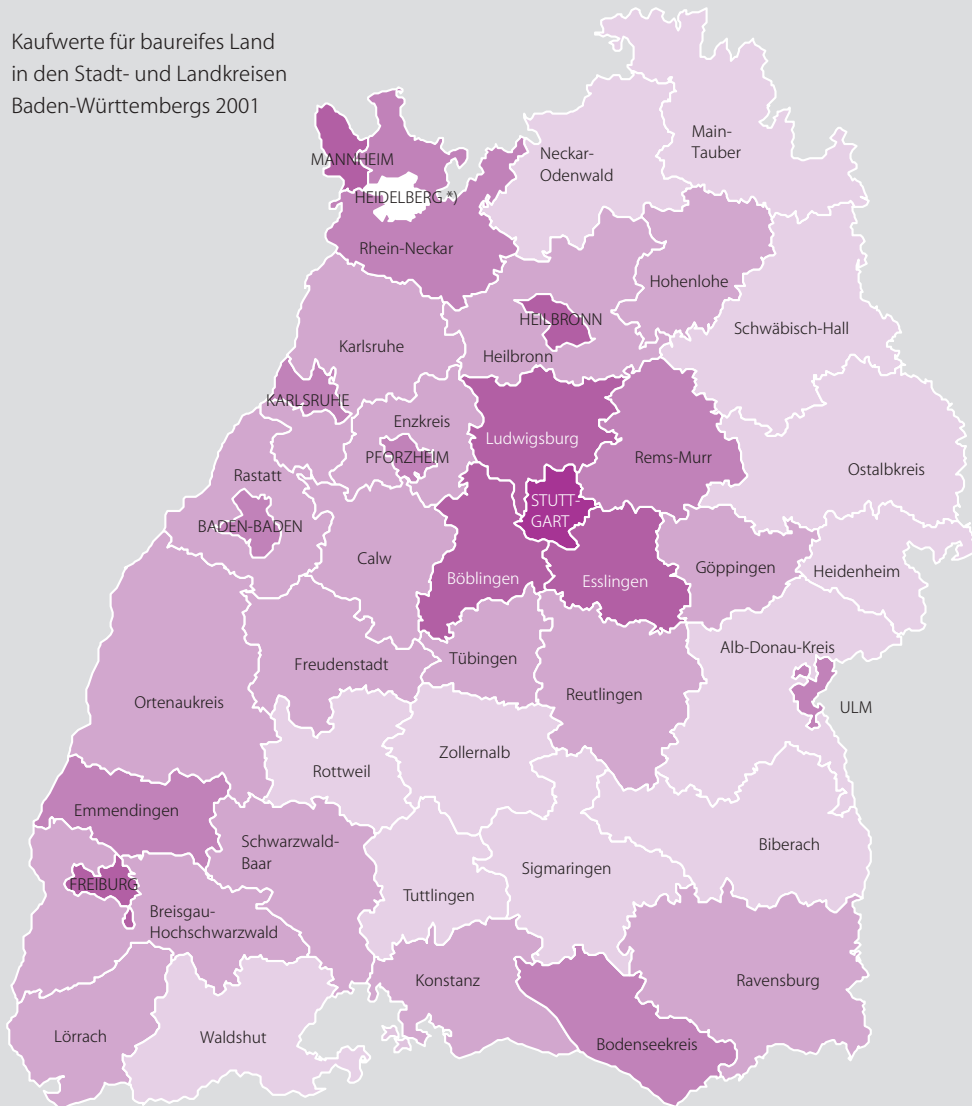 Kaufwerte für baureifes Land
in den Stadt- und Landkreisen
Baden-Württembergs 2001
Main-
Tauber
Neckar-
Odenwald
MANNHEIM
HEIDELBERG *)
Rhein-Neckar
Hohenlohe
HEILBRONN
Schwäbisch-Hall
Karlsruhe
Heilbronn
KARLSRUHE
Enzkreis
Ludwigsburg
PFORZHEIM
Rems-Murr
Ostalbkreis
Rastatt
STUTT-
GART
BADEN-BADEN
Calw
Böblingen
Esslingen
Göppingen
Heidenheim
Alb-Donau-Kreis
Freudenstadt
Tübingen
Reutlingen
Ortenaukreis
ULM
Rottweil
Zollernalb
Emmendingen
Schwarzwald-
Baar
Biberach
Sigmaringen
FREIBURG
Tuttlingen
Breisgau-
Hochschwarzwald
Konstanz
Ravensburg
Lörrach
Waldshut
Bodenseekreis